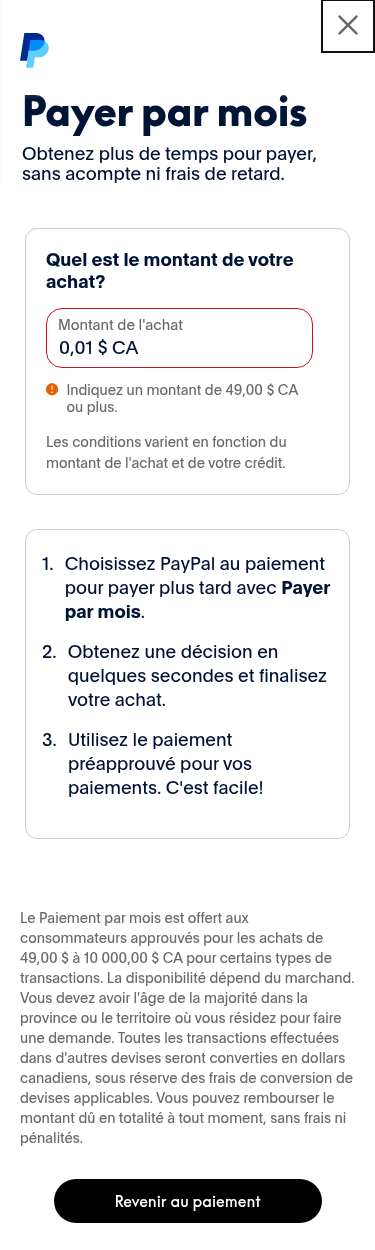 Payer par mois
Obtenez plus de temps pour payer,
sans acompte ni frais de retard.
Quel est le montant de votre
achat?
Montant de l'achat
0,01 $ CA
Indiquez un montant de 49,00 $ CA
ou plus.
Les conditions varient en fonction du
montant de l'achat et de votre crédit.
1. Choisissez PayPal au paiement
pour payer plus tard avec Payer
par mois.
2. Obtenez une décision en
quelques secondes et finalisez
votre achat.
3. Utilisez le paiement
préapprouvé pour vos
paiements. C'est facile!
Le Paiement par mois est offert aux
consommateurs approuvés pour les achats de
49,00 $ à 10 000,00 $ CA pour certains types de
transactions. La disponibilité dépend du marchand.
Vous devez avoir l'âge de la majorité dans la
province ou le territoire où vous résidez pour faire
une demande. Toutes les transactions effectuées
dans d'autres devises seront converties en dollars
canadiens, sous réserve des frais de conversion de
devises applicables. Vous pouvez rembourser le
montant dû en totalité à tout moment, sans frais ni
pénalités.
Revenir au paiement